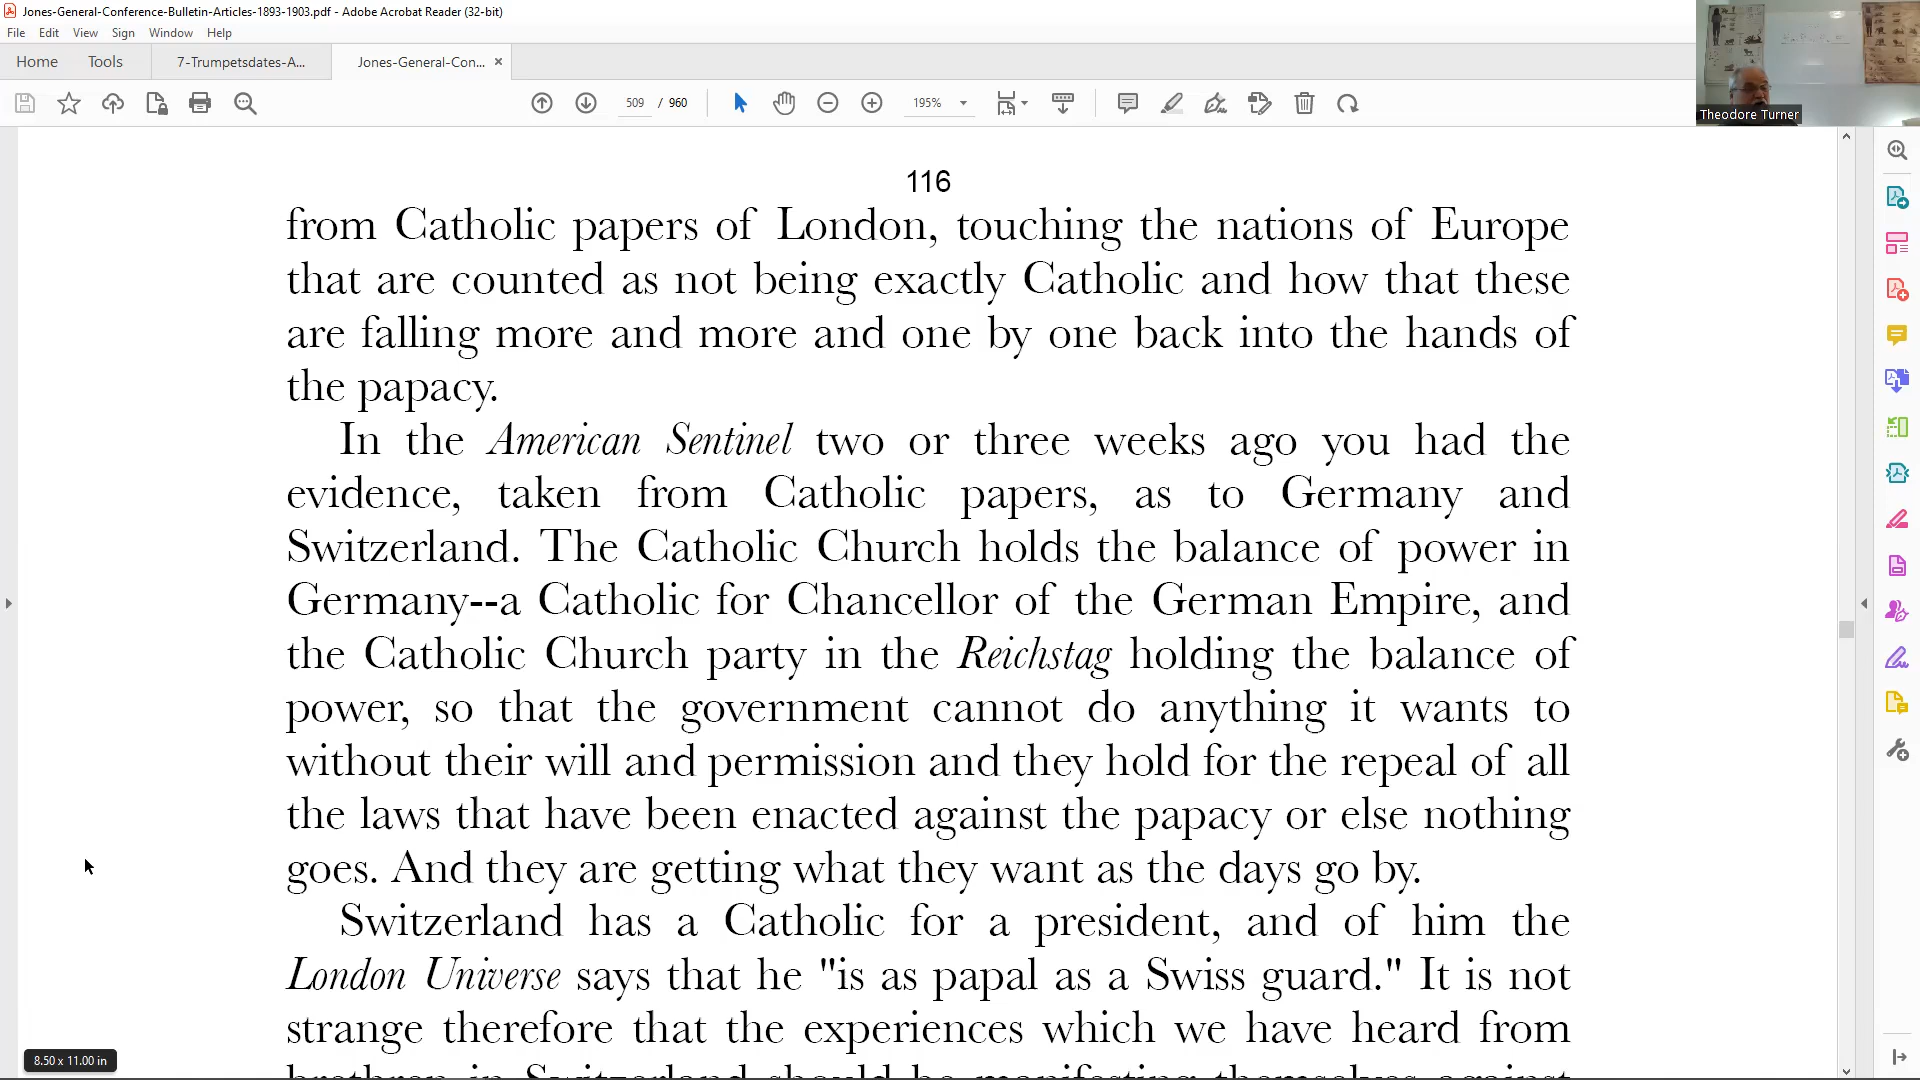 Jones-General-Conference-Bulletin-Articles-1893-1903.pdf - Adobe Acrobat Reader (32-bit)
File Edit View Sign Window Help
Home Tools 7-Trumpetsdates-A... Jones-General-Con... ×
509 / 960 195%
Theodore Turner
116
from Catholic papers of London, touching the nations of Europe
that are counted as not being exactly Catholic and how that these
are falling more and more and one by one back into the hands of
the papacy.
In the American Sentinel two or three weeks ago you had the
evidence, taken from Catholic papers, as to Germany and
Switzerland. The Catholic Church holds the balance of power in
Germany--a Catholic for Chancellor of the German Empire, and
the Catholic Church party in the Reichstag holding the balance of
power, so that the government cannot do anything it wants to
without their will and permission and they hold for the repeal of all
the laws that have been enacted against the papacy or else nothing
goes. And they are getting what they want as the days go by.
Switzerland has a Catholic for a president, and of him the
London Universe says that he "is as papal as a Swiss guard." It is not
strange therefore that the experiences which we have heard from
brethren in Switzerland should be manifesting themselves against
8.50 x 11.00 in